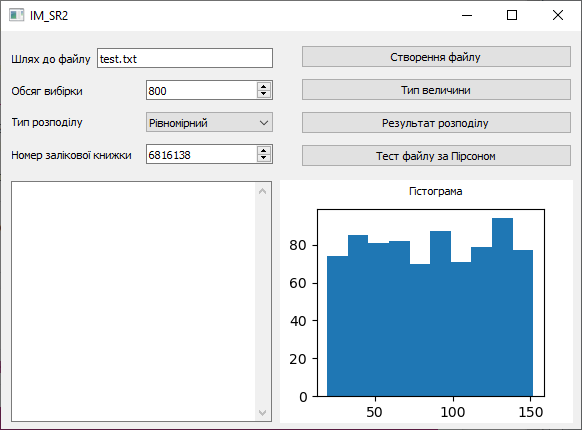 IM_SR2
Шлях до файлу test.txt
Створення файлу
Обсяг вибірки 800
Тип величини
Тип розподілу Рівномірний
Результат розподілу
Номер залікової книжки 6816138
Тест файлу за Пірсоном
Гістограма
80
60
40
20
0
50 100 150